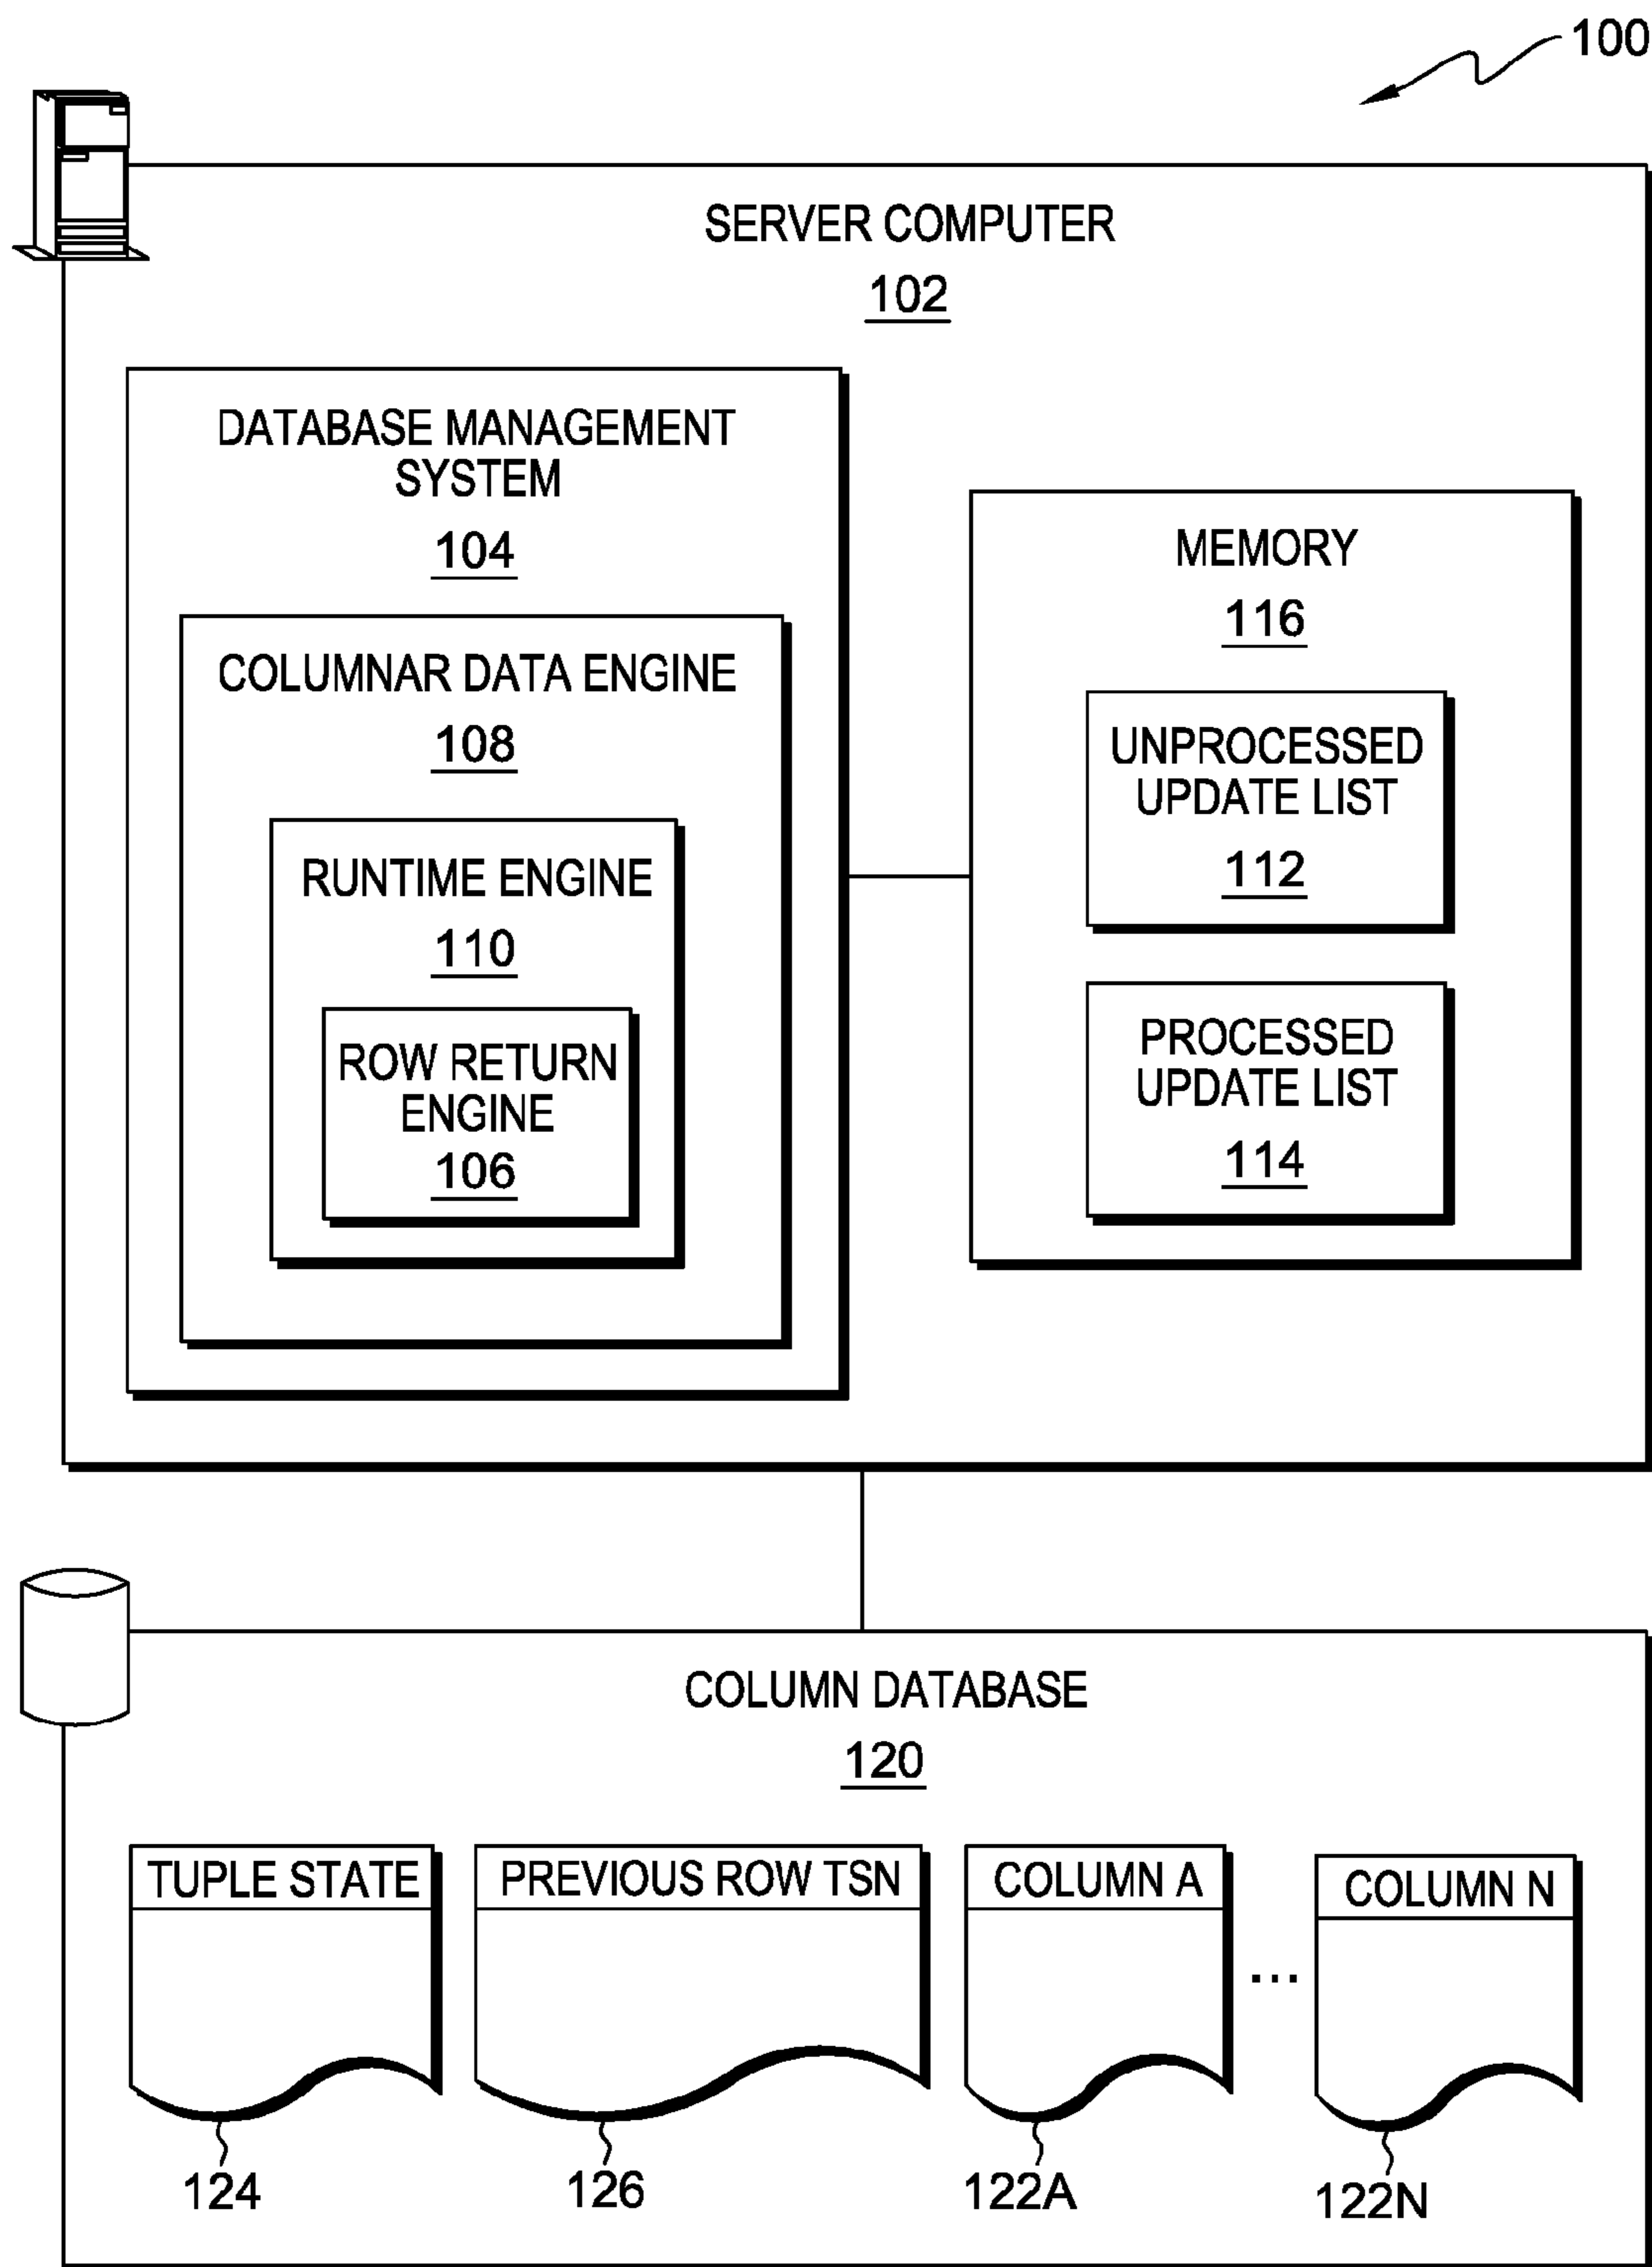 100
SERVER COMPUTER
102
DATABASE MANAGEMENT
SYSTEM
104
COLUMNAR DATA ENGINE
108
RUNTIME ENGINE
110
ROW RETURN
ENGINE
106
MEMORY
116
UNPROCESSED
UPDATE LIST
112
PROCESSED
UPDATE LIST
114
COLUMN DATABASE
120
TUPLE STATE
PREVIOUS ROW TSN
COLUMN A
...
COLUMN N
124
126
122A
122N